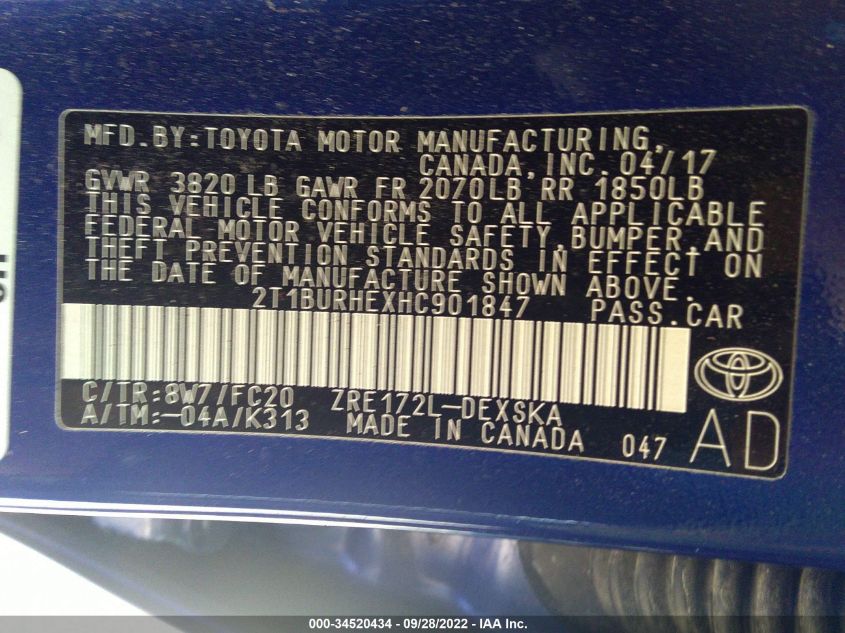 MFD.BY:TOYOTA MOTOR MANUFACTURING,
CANADA,INC. 04/17
GVWR 3820 LB GAWR FR 2070LB RR 1850LB
THIS VEHICLE CONFORMS TO ALL APPLICABLE
FEDERAL MOTOR VEHICLE SAFETY,BUMPER,AND
THEFT PREVENTION STANDARDS IN EFFECT ON
THE DATE OF MANUFACTURE SHOWN ABOVE.
2T1BURHEXHC901847 PASS.CAR
C/TR:8W7/FC20 ZRE172L-DEXSKA
A/TM:-04A/K313 MADE IN CANADA 047 AD
000-34520434 - 09/28/2022 - IAA Inc.